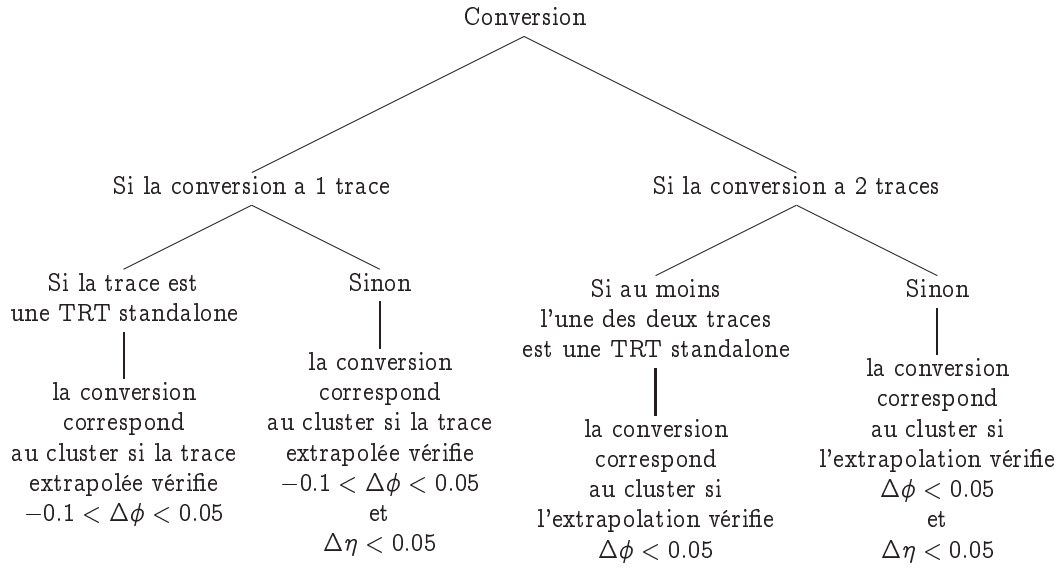 Conversion
Si la conversion a 1 trace
Si la conversion a 2 traces
Si la trace est
une TRT standalone
la conversion
correspond
au cluster si la trace
extrapolée vérifie
−0.1 < Δϕ < 0.05
Sinon
la conversion
correspond
au cluster si la trace
extrapolée vérifie
−0.1 < Δϕ < 0.05
et
Δη < 0.05
Si au moins
l'une des deux traces
est une TRT standalone
la conversion
correspond
au cluster si
l'extrapolation vérifie
Δϕ < 0.05
Sinon
la conversion
correspond
au cluster si
l'extrapolation vérifie
Δϕ < 0.05
et
Δη < 0.05